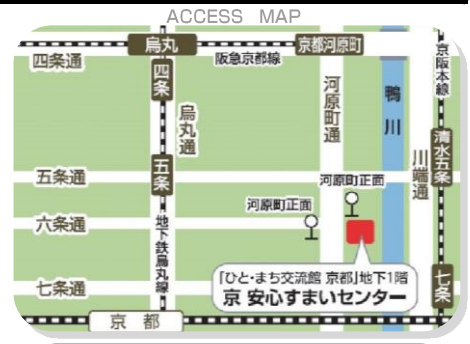 ACCESS MAP
烏丸
京都河原町
四条通
阪急京都線
京阪本線
四条
烏丸通
河原町通
鴨川
清水五条
川端通
五条通
五条
河原町正面
河原町正面
六条通
地下鉄烏丸線
「ひと・まち交流館 京都」地下1階
京 安心すまいセンター
七条通
七条
京都